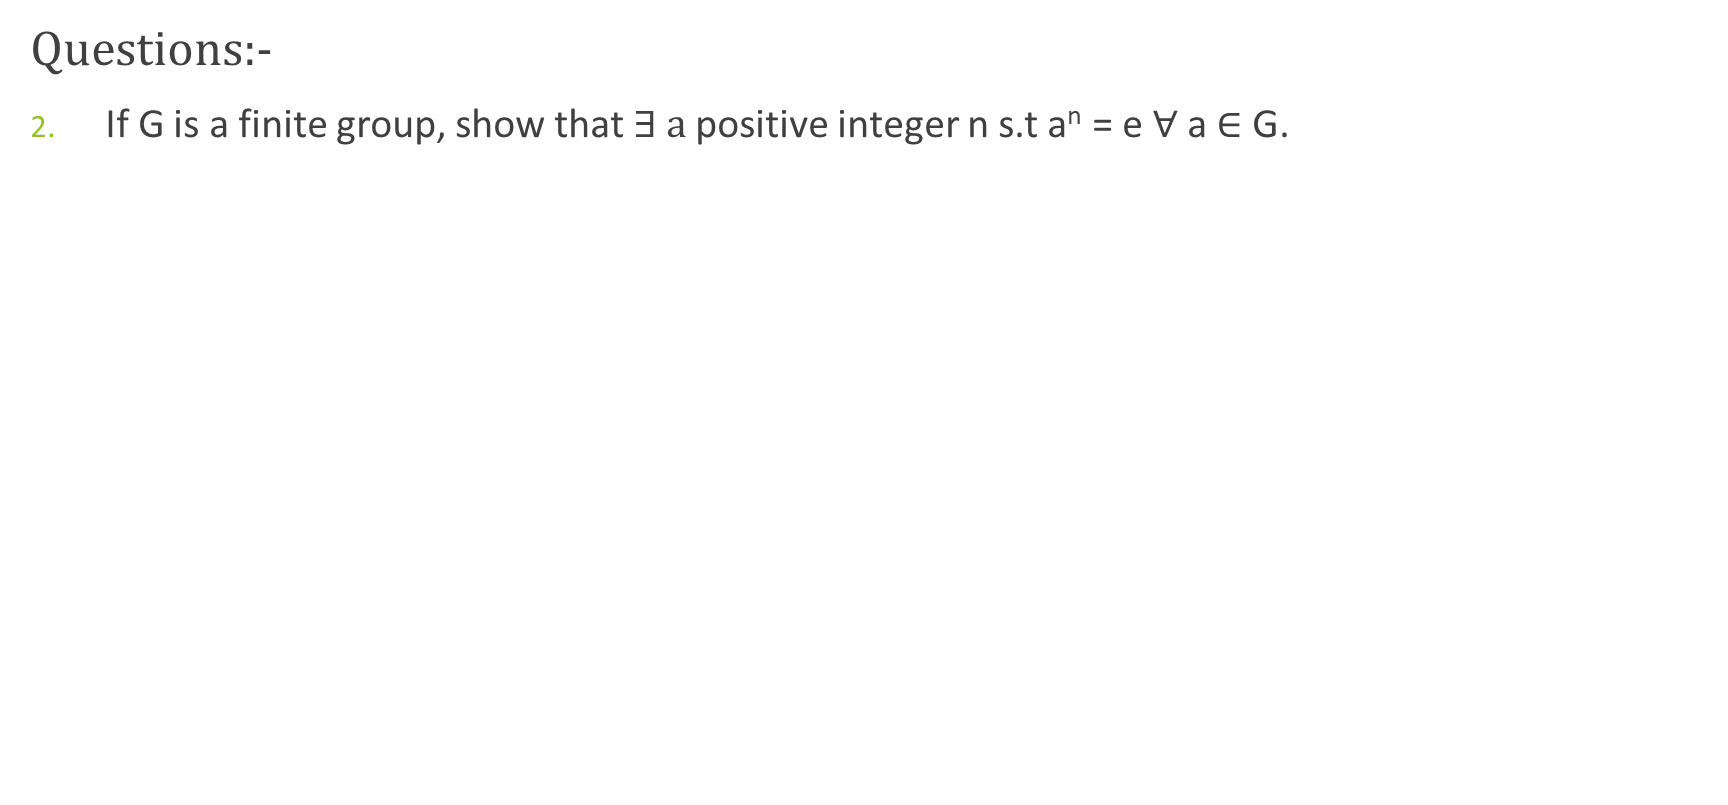 Questions:-
2. If G is a finite group, show that ∃ a positive integer n s.t aⁿ = e ∀ a ∈ G.